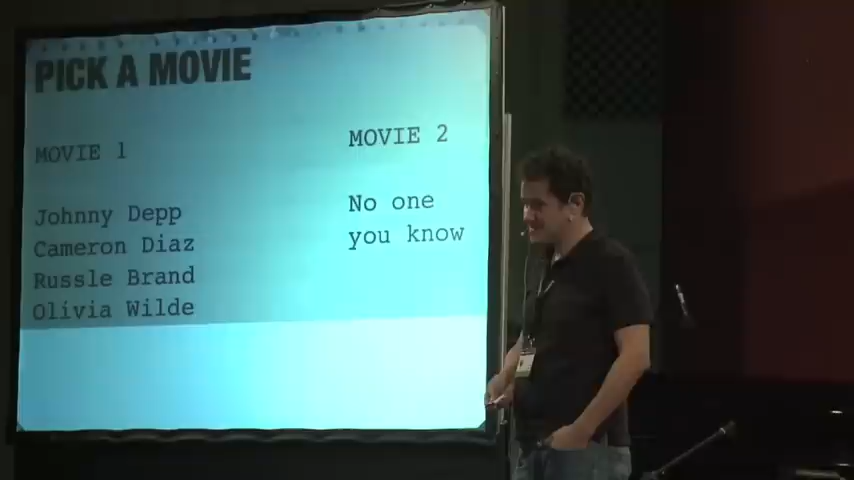 PICK A MOVIE
MOVIE 1
Johnny Depp
Cameron Diaz
Russle Brand
Olivia Wilde
MOVIE 2
No one
you know